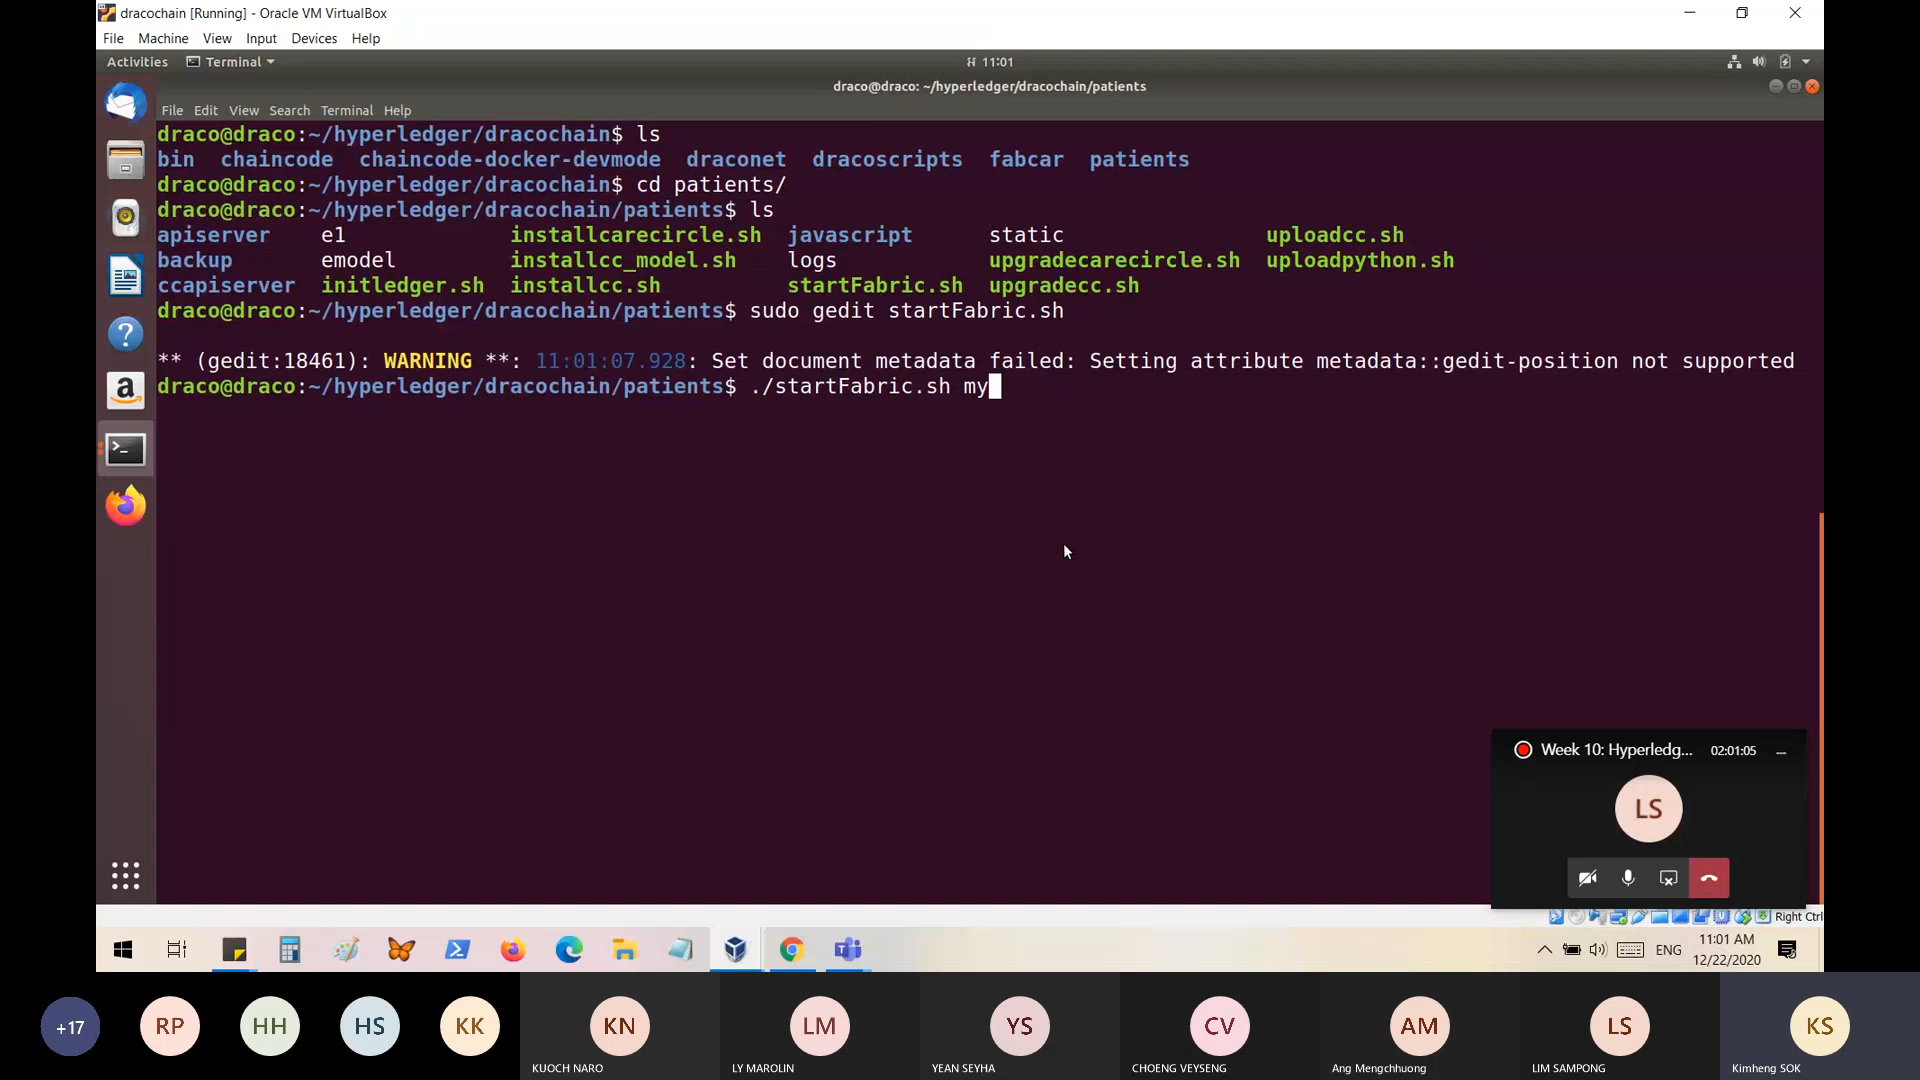 dracochain [Running] - Oracle VM VirtualBox
File Machine View Input Devices Help
Activities Terminal 11:01
draco@draco: ~/hyperledger/dracochain/patients
File Edit View Search Terminal Help
draco@draco:~/hyperledger/dracochain$ ls
bin chaincode chaincode-docker-devmode draconet dracoscripts fabcar patients
draco@draco:~/hyperledger/dracochain$ cd patients/
draco@draco:~/hyperledger/dracochain/patients$ ls
apiserver e1 installcarecircle.sh javascript static uploadcc.sh
backup emodel installcc_model.sh logs upgradecarecircle.sh uploadpython.sh
ccapiserver initledger.sh installcc.sh startFabric.sh upgradecc.sh
draco@draco:~/hyperledger/dracochain/patients$ sudo gedit startFabric.sh
** (gedit:18461): WARNING **: 11:01:07.928: Set document metadata failed: Setting attribute metadata::gedit-position not supported
draco@draco:~/hyperledger/dracochain/patients$ ./startFabric.sh my
Week 10: Hyperledg... 02:01:05
LS
Right Ctrl
ENG
11:01 AM
12/22/2020
+17
RP
HH
HS
KK
KN
KUOCH NARO
LM
LY MAROLIN
YS
YEAN SEYHA
CV
CHOENG VEYSENG
AM
Ang Mengchhuong
LS
LIM SAMPONG
KS
Kimheng SOK